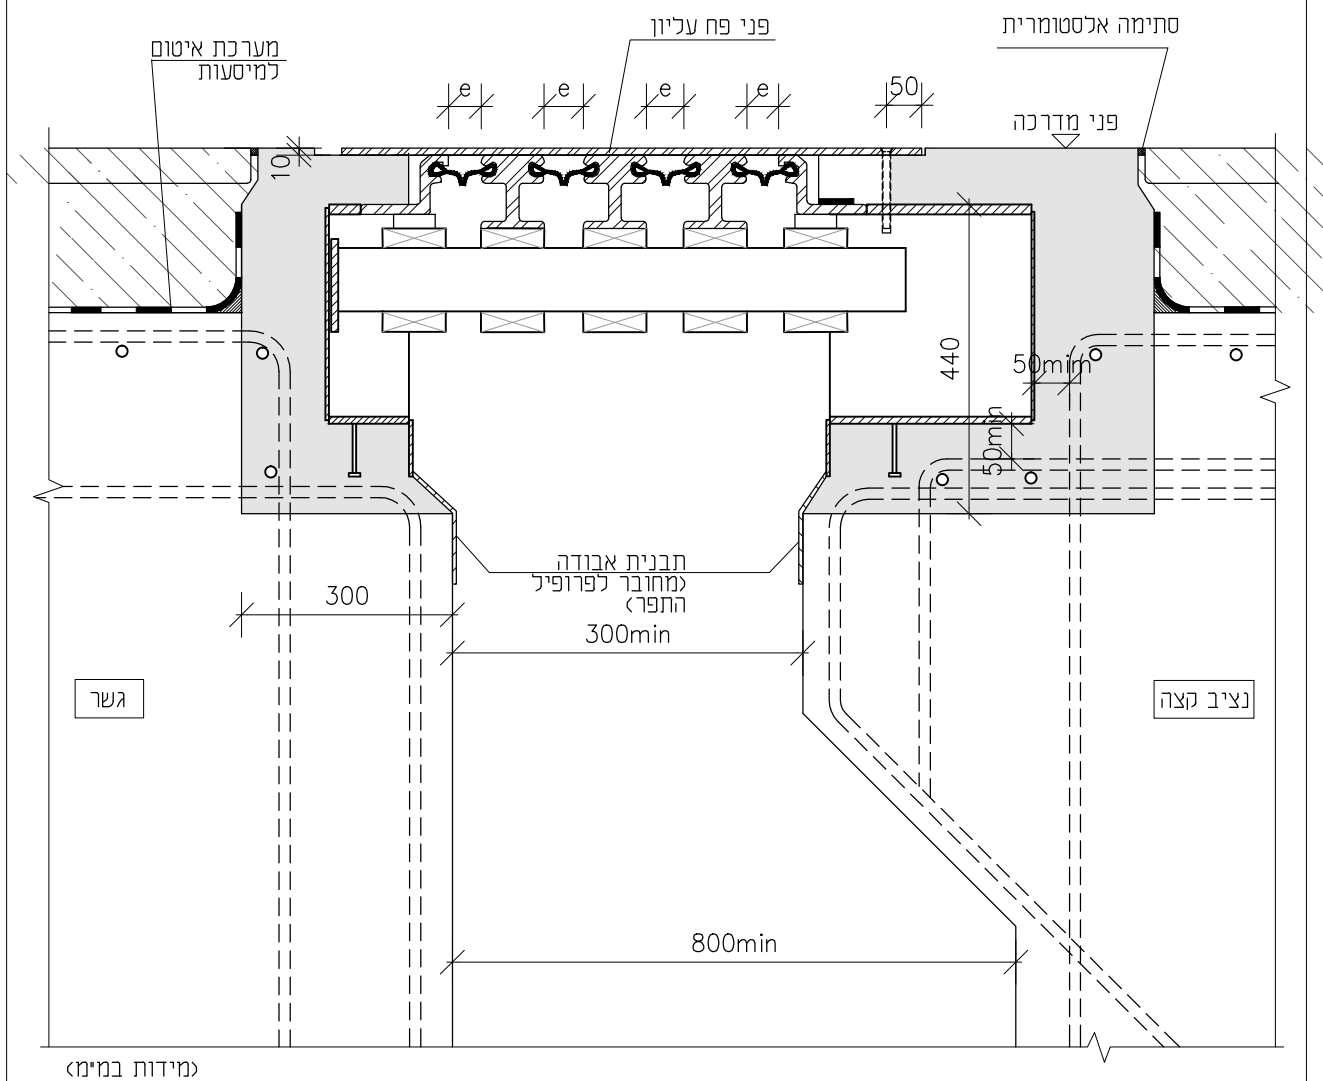 סתימה אלסטומרית
פני פח עליון
מערכת איטום
למיסעות
e
e
e
e
50
פני מדרכה
10
440
50mim
50min
תבנית אבודה
(מחובר לפרופיל
התפר)
300
300min
גשר
נציב קצה
800min
(מידות במ"מ)